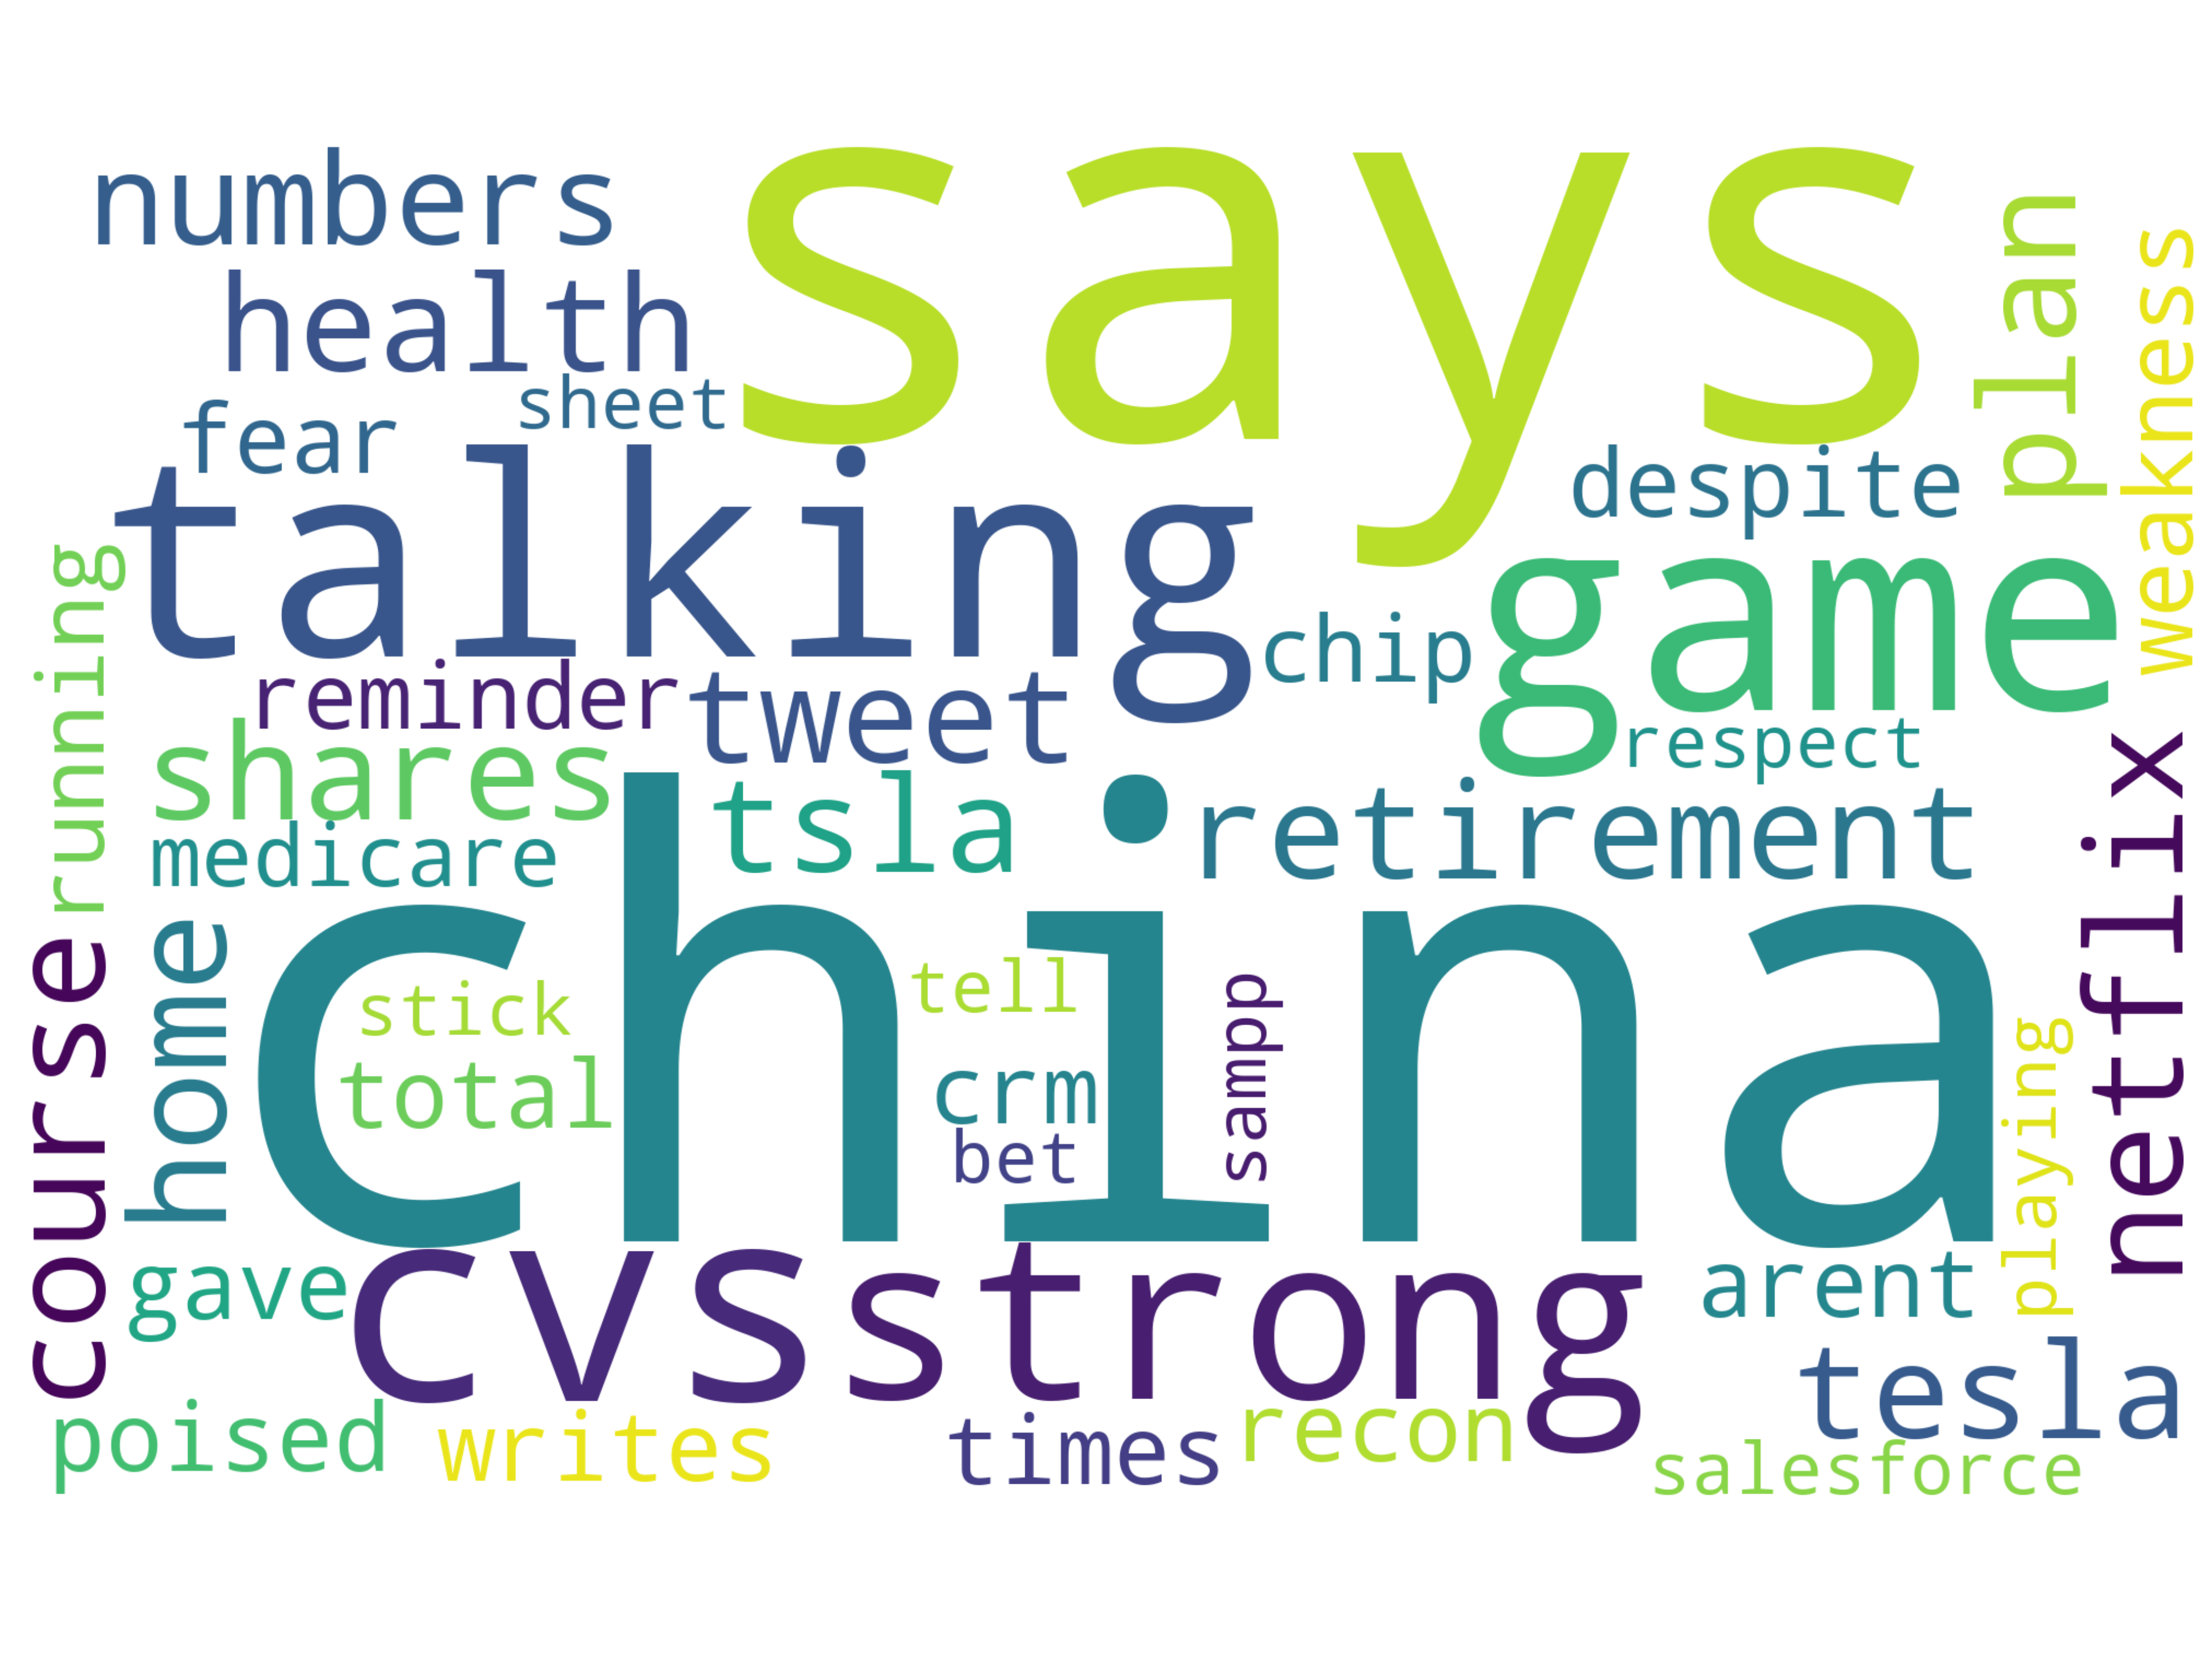 numbers
says
plan
weakness
health
sheet
fear
talking
despite
running
game
chip
reminder
tweet
respect
shares
tsla
retirement
netflix
medicare
china
course
home
stick
tell
sampp
total
crm
bet
playing
gave
cvs
strong
arent
tesla
poised
writes
times
recon
salesforce